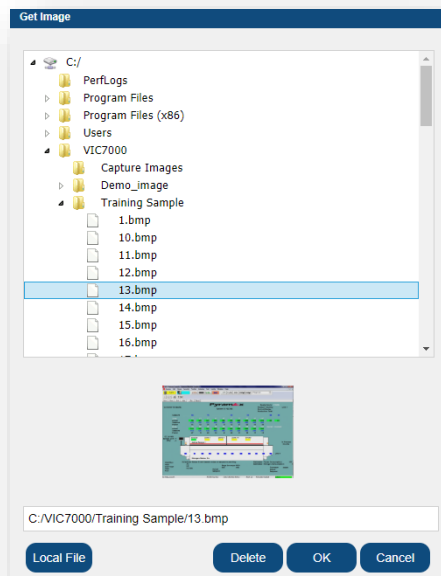 Get Image
C:/
PerfLogs
Program Files
Program Files (x86)
Users
VIC7000
Capture Images
Demo_image
Training Sample
1.bmp
10.bmp
11.bmp
12.bmp
13.bmp
14.bmp
15.bmp
16.bmp
C:/VIC7000/Training Sample/13.bmp
Local File Delete OK Cancel